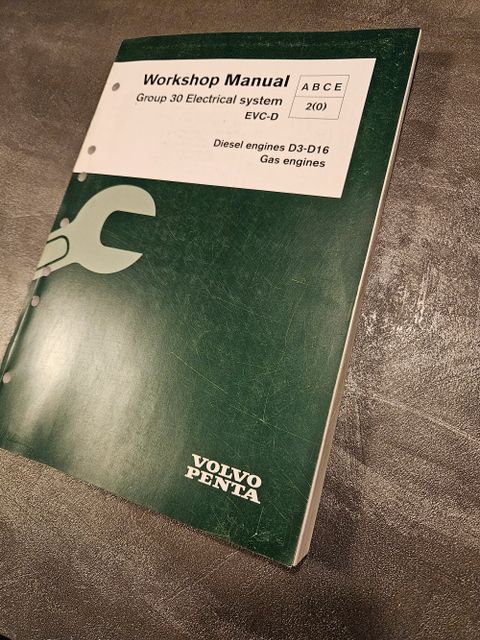 Workshop Manual
Group 30 Electrical system
EVC-D
A B C E
2(0)
Diesel engines D3-D16
Gas engines
VOLVO
PENTA